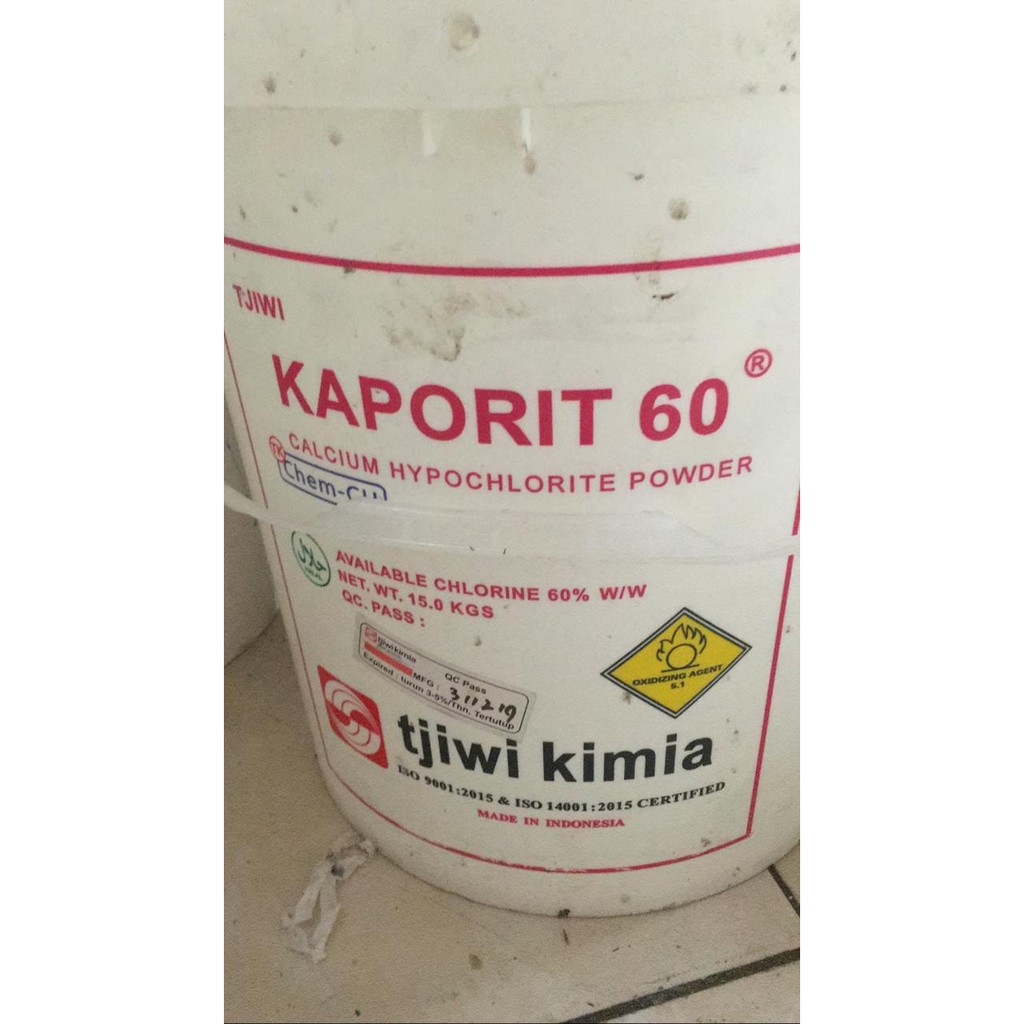 TJIWI
KAPORIT 60 ®
CALCIUM HYPOCHLORITE POWDER
TK
Chem-
حلال
AVAILABLE CHLORINE 60% W/W
NET. WT. 15.0 KGS
QC. PASS :
tjiwi kimia
QC Pass
MFG : 311219
Expired : turun 3-5%/Thn. Tertutup
OXIDIZING AGENT
5.1
tjiwi kimia
ISO 9001:2015 & ISO 14001:2015 CERTIFIED
MADE IN INDONESIA